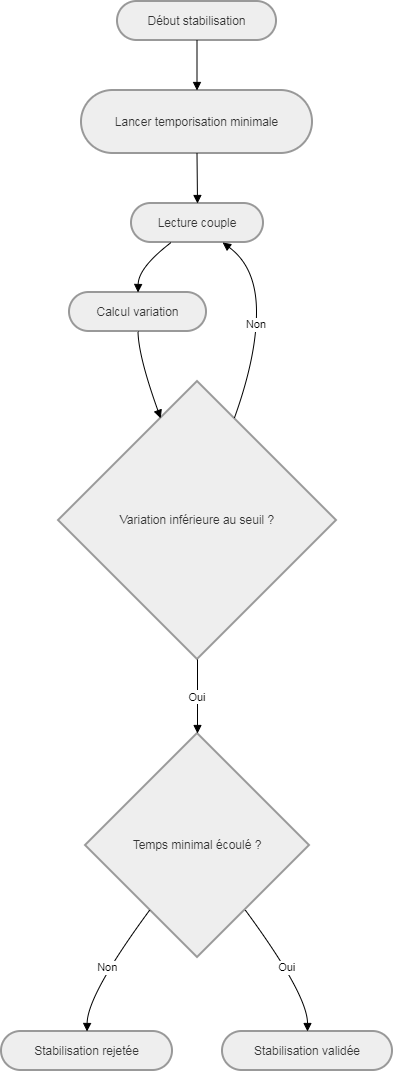 Début stabilisation
Lancer temporisation minimale
Lecture couple
Calcul variation
Non
Variation inférieure au seuil ?
Oui
Temps minimal écoulé ?
Non
Oui
Stabilisation rejetée
Stabilisation validée